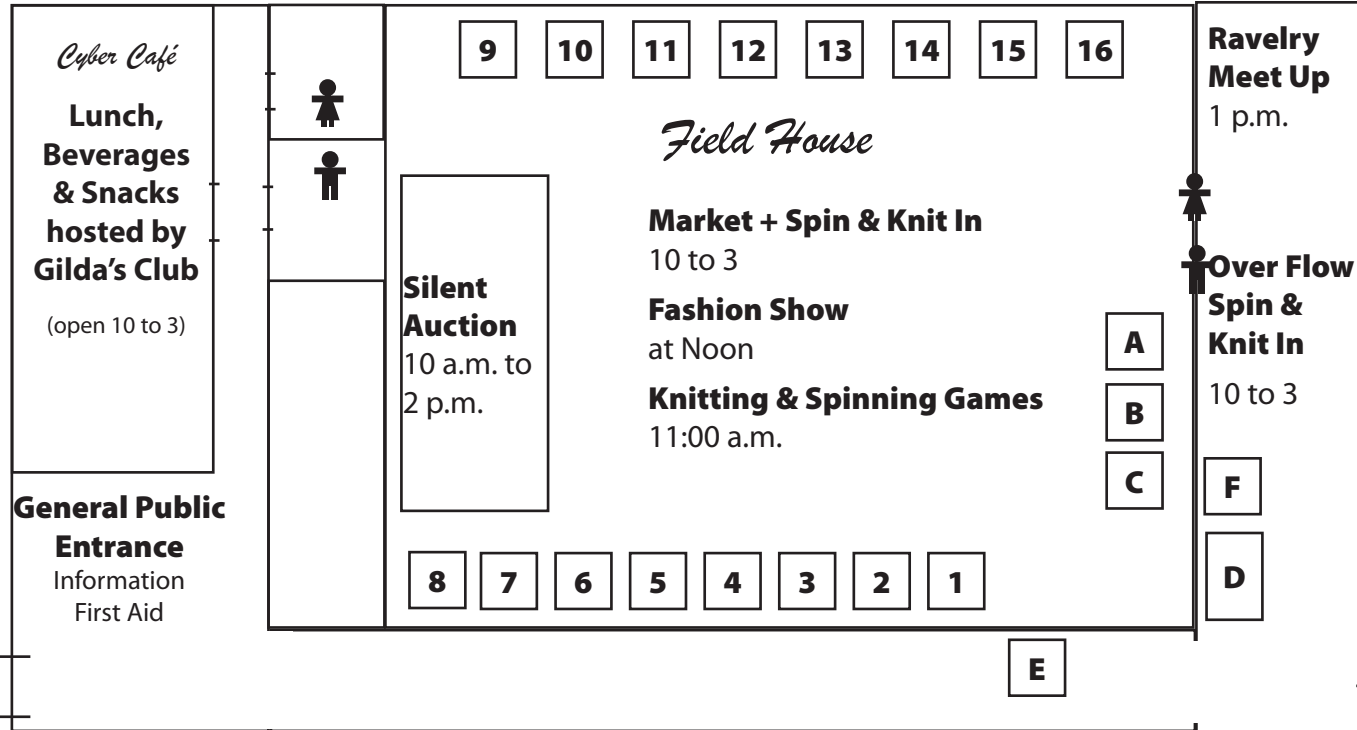 Cyber Café
Lunch,
Beverages
& Snacks
hosted by
Gilda's Club
(open 10 to 3)
General Public
Entrance
Information
First Aid
9 10 11 12 13 14 15 16
Field House
Market + Spin & Knit In
10 to 3
Fashion Show
at Noon
Knitting & Spinning Games
11:00 a.m.
Silent
Auction
10 a.m. to
2 p.m.
A
B
C
8 7 6 5 4 3 2 1
E
Ravelry
Meet Up
1 p.m.
Over Flow
Spin &
Knit In
10 to 3
F
D